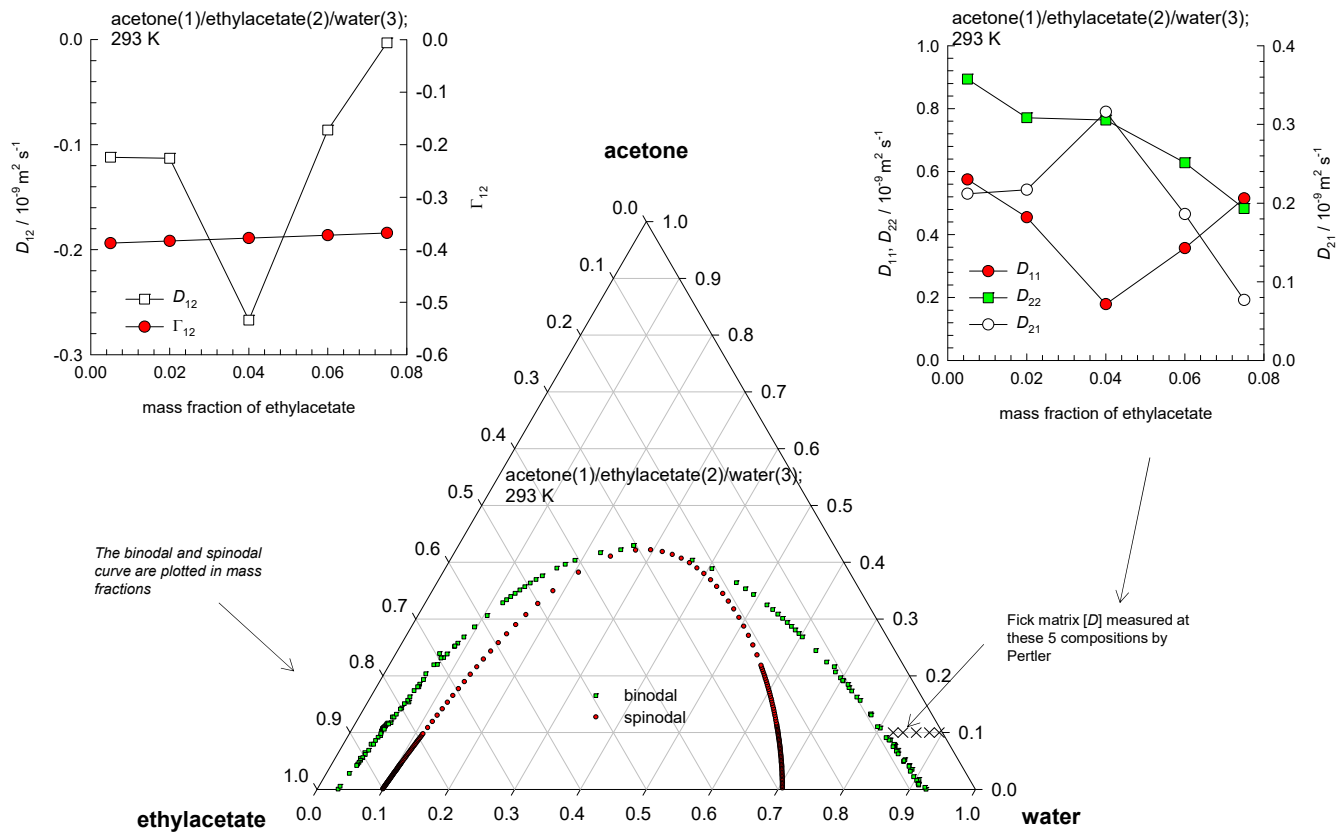 acetone(1)/ethylacetate(2)/water(3);
293 K
0.0
-0.1
-0.2
-0.3
D12 / 10-9 m2 s-1
0.0
-0.1
-0.2
-0.3
-0.4
-0.5
-0.6
Γ12
D12
Γ12
0.00 0.02 0.04 0.06 0.08
mass fraction of ethylacetate
acetone(1)/ethylacetate(2)/water(3);
293 K
1.0
0.8
0.6
0.4
0.2
0.0
D11, D22 / 10-9 m2 s-1
0.4
0.3
0.2
0.1
0.0
D21 / 10-9 m2 s-1
D11
D22
D21
0.00 0.02 0.04 0.06 0.08
mass fraction of ethylacetate
acetone
0.0 1.0
0.1 0.9
0.2 0.8
0.3 0.7
0.4 0.6
acetone(1)/ethylacetate(2)/water(3);
293 K
0.5 0.5
0.6 0.4
0.7 0.3
0.8 0.2
0.9 0.1
1.0 0.0
binodal
spinodal
The binodal and spinodal
curve are plotted in mass
fractions
Fick matrix [D] measured at
these 5 compositions by
Pertler
0.0 0.1 0.2 0.3 0.4 0.5 0.6 0.7 0.8 0.9 1.0
ethylacetate
water